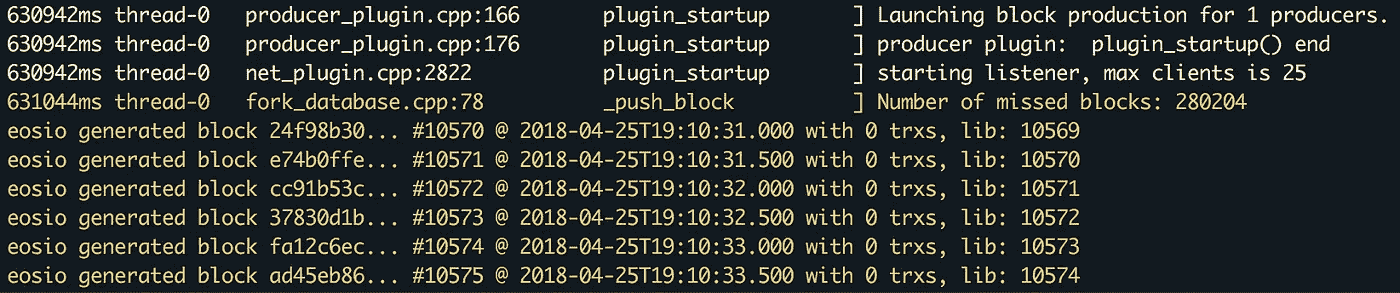 630942ms thread-0   producer_plugin.cpp:166       plugin_startup       ] Launching block production for 1 producers.
630942ms thread-0   producer_plugin.cpp:176       plugin_startup       ] producer plugin:  plugin_startup() end
630942ms thread-0   net_plugin.cpp:2822           plugin_startup       ] starting listener, max clients is 25
631044ms thread-0   fork_database.cpp:78          _push_block          ] Number of missed blocks: 280204
eosio generated block 24f98b30... #10570 @ 2018-04-25T19:10:31.000 with 0 trxs, lib: 10569
eosio generated block e74b0ffe... #10571 @ 2018-04-25T19:10:31.500 with 0 trxs, lib: 10570
eosio generated block cc91b53c... #10572 @ 2018-04-25T19:10:32.000 with 0 trxs, lib: 10571
eosio generated block 37830d1b... #10573 @ 2018-04-25T19:10:32.500 with 0 trxs, lib: 10572
eosio generated block fa12c6ec... #10574 @ 2018-04-25T19:10:33.000 with 0 trxs, lib: 10573
eosio generated block ad45eb86... #10575 @ 2018-04-25T19:10:33.500 with 0 trxs, lib: 10574